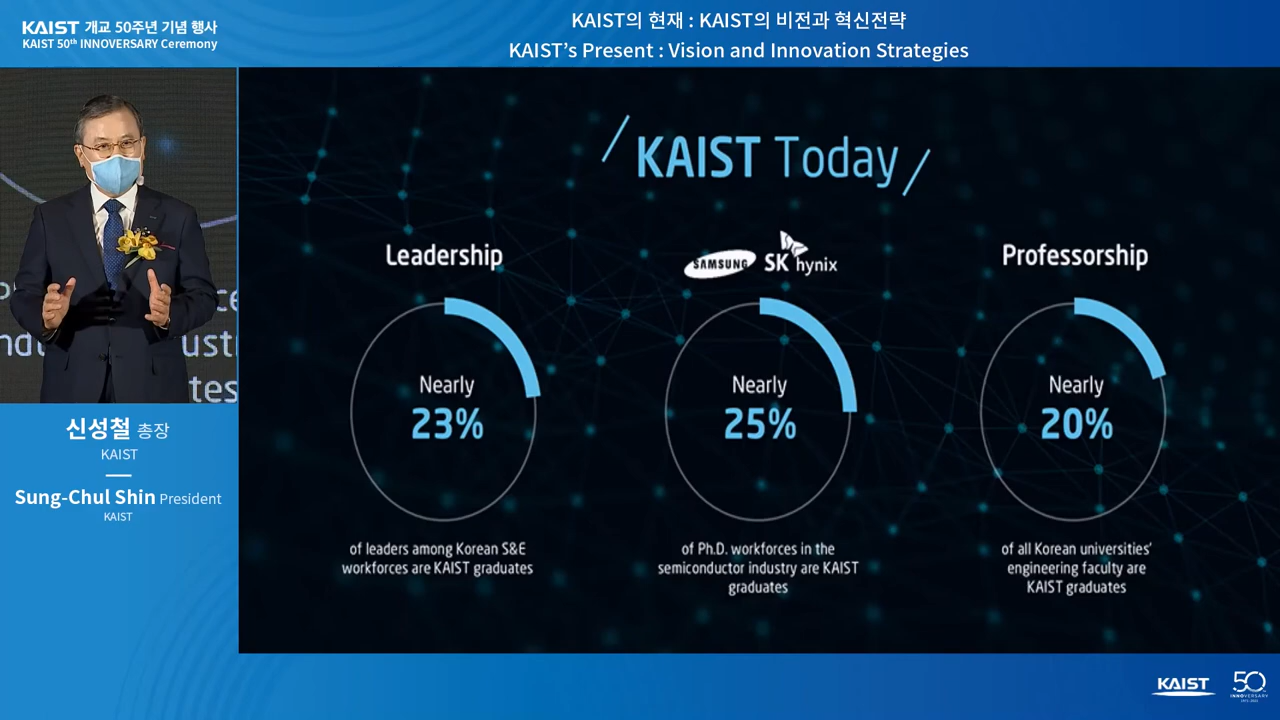 KAIST 개교 50주년 기념 행사
KAIST 50th INNOVERSARY Ceremony
KAIST의 현재 : KAIST의 비전과 혁신전략
KAIST's Present : Vision and Innovation Strategies
신성철 총장
KAIST
Sung-Chul Shin President
KAIST
KAIST Today
Leadership
Nearly
23%
of leaders among Korean S&E
workforces are KAIST graduates
SAMSUNG SK hynix
Nearly
25%
of Ph.D. workforces in the
semiconductor industry are KAIST
graduates
Professorship
Nearly
20%
of all Korean universities'
engineering faculty are
KAIST graduates
KAIST
50
INNOVERSARY